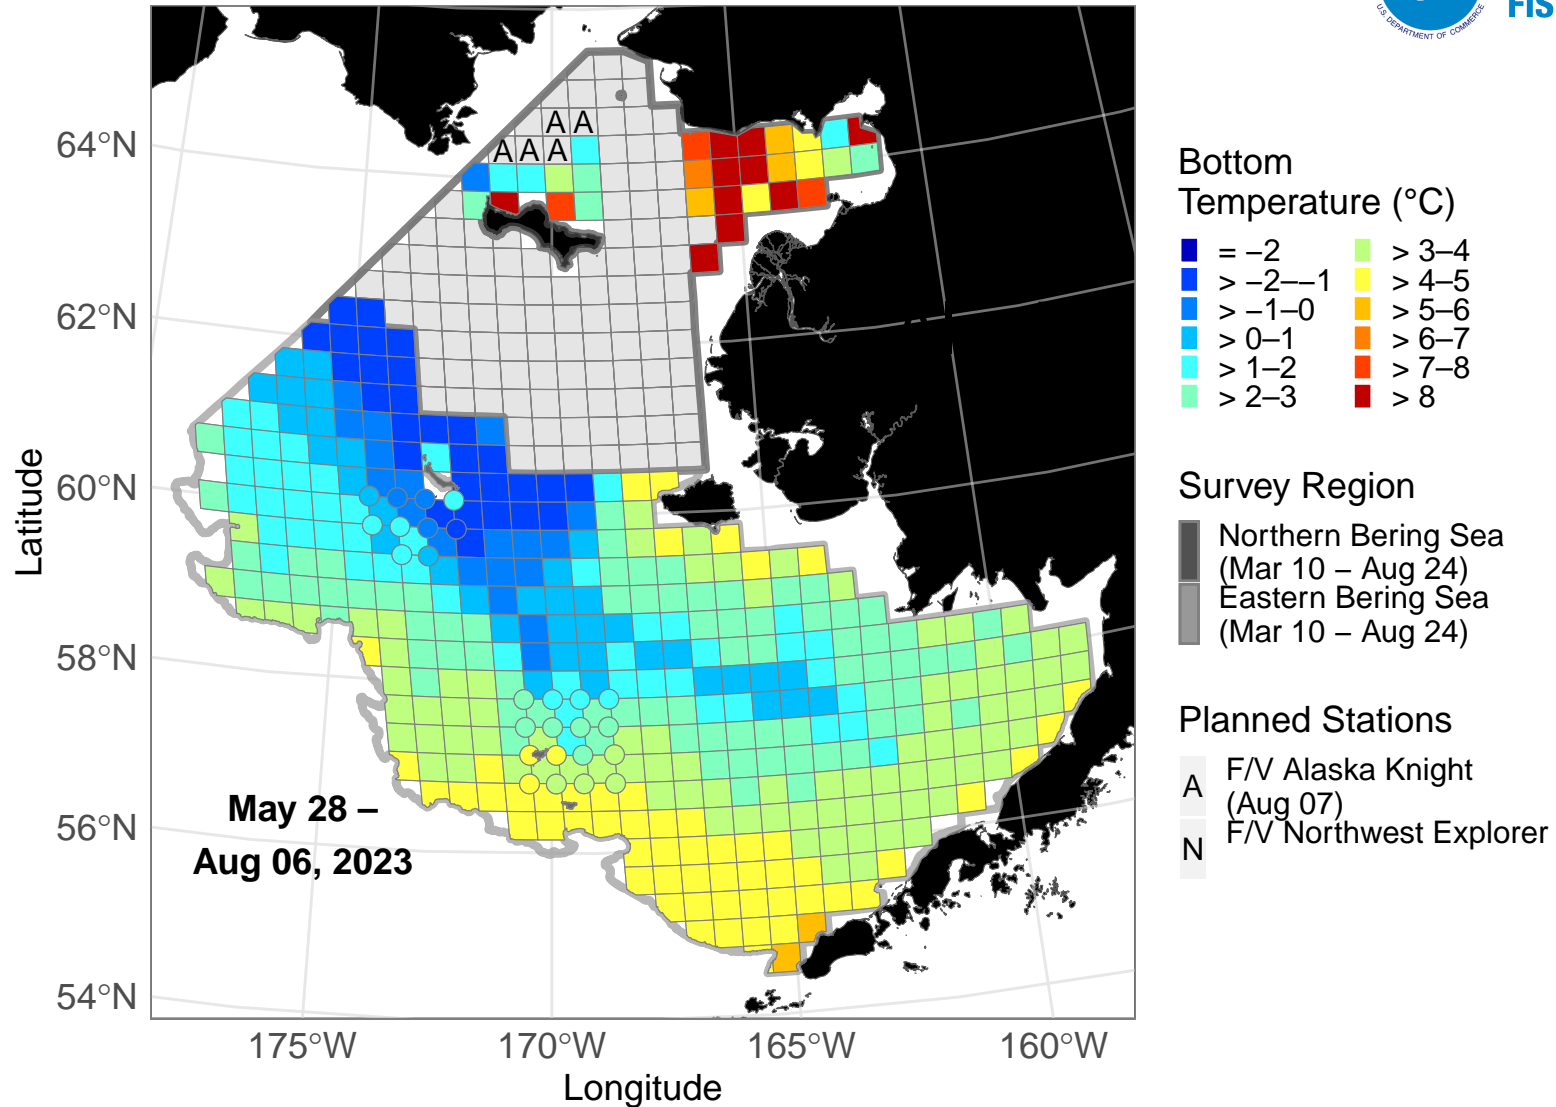 U.S. DEPARTMENT OF COMMERCE
FIS
64°N
62°N
60°N
58°N
56°N
54°N
Latitude
A A
A A A
May 28 –
Aug 06, 2023
175°W
170°W
165°W
160°W
Longitude
Bottom
Temperature (°C)
= −2
> −2−−1
> −1−0
> 0−1
> 1−2
> 2−3
> 3−4
> 4−5
> 5−6
> 6−7
> 7−8
> 8
Survey Region
Northern Bering Sea
(Mar 10 − Aug 24)
Eastern Bering Sea
(Mar 10 − Aug 24)
Planned Stations
A F/V Alaska Knight
(Aug 07)
N F/V Northwest Explorer